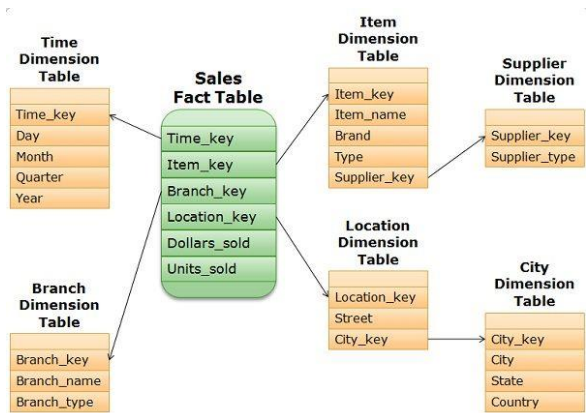 Time
Dimension
Table
Time_key
Day
Month
Quarter
Year
Sales
Fact Table
Time_key
Item_key
Branch_key
Location_key
Dollars_sold
Units_sold
Item
Dimension
Table
Item_key
Item_name
Brand
Type
Supplier_key
Supplier
Dimension
Table
Supplier_key
Supplier_type
Branch
Dimension
Table
Branch_key
Branch_name
Branch_type
Location
Dimension
Table
Location_key
Street
City_key
City
Dimension
Table
City_key
City
State
Country